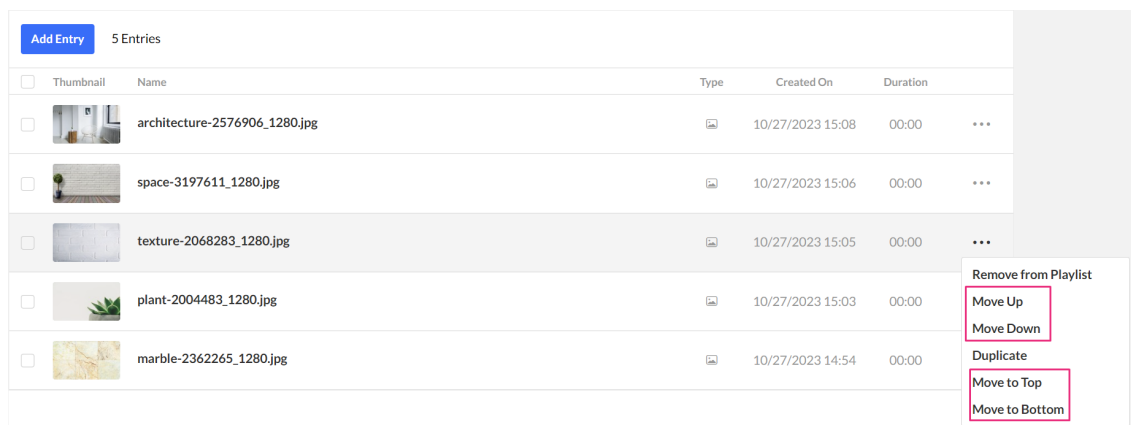 Add Entry 5 Entries
Thumbnail Name Type Created On Duration
architecture-2576906_1280.jpg 10/27/2023 15:08 00:00
space-3197611_1280.jpg 10/27/2023 15:06 00:00
texture-2068283_1280.jpg 10/27/2023 15:05 00:00
Remove from Playlist
plant-2004483_1280.jpg 10/27/2023 15:03 00:00
Move Up
Move Down
Duplicate
marble-2362265_1280.jpg 10/27/2023 14:54 00:00
Move to Top
Move to Bottom